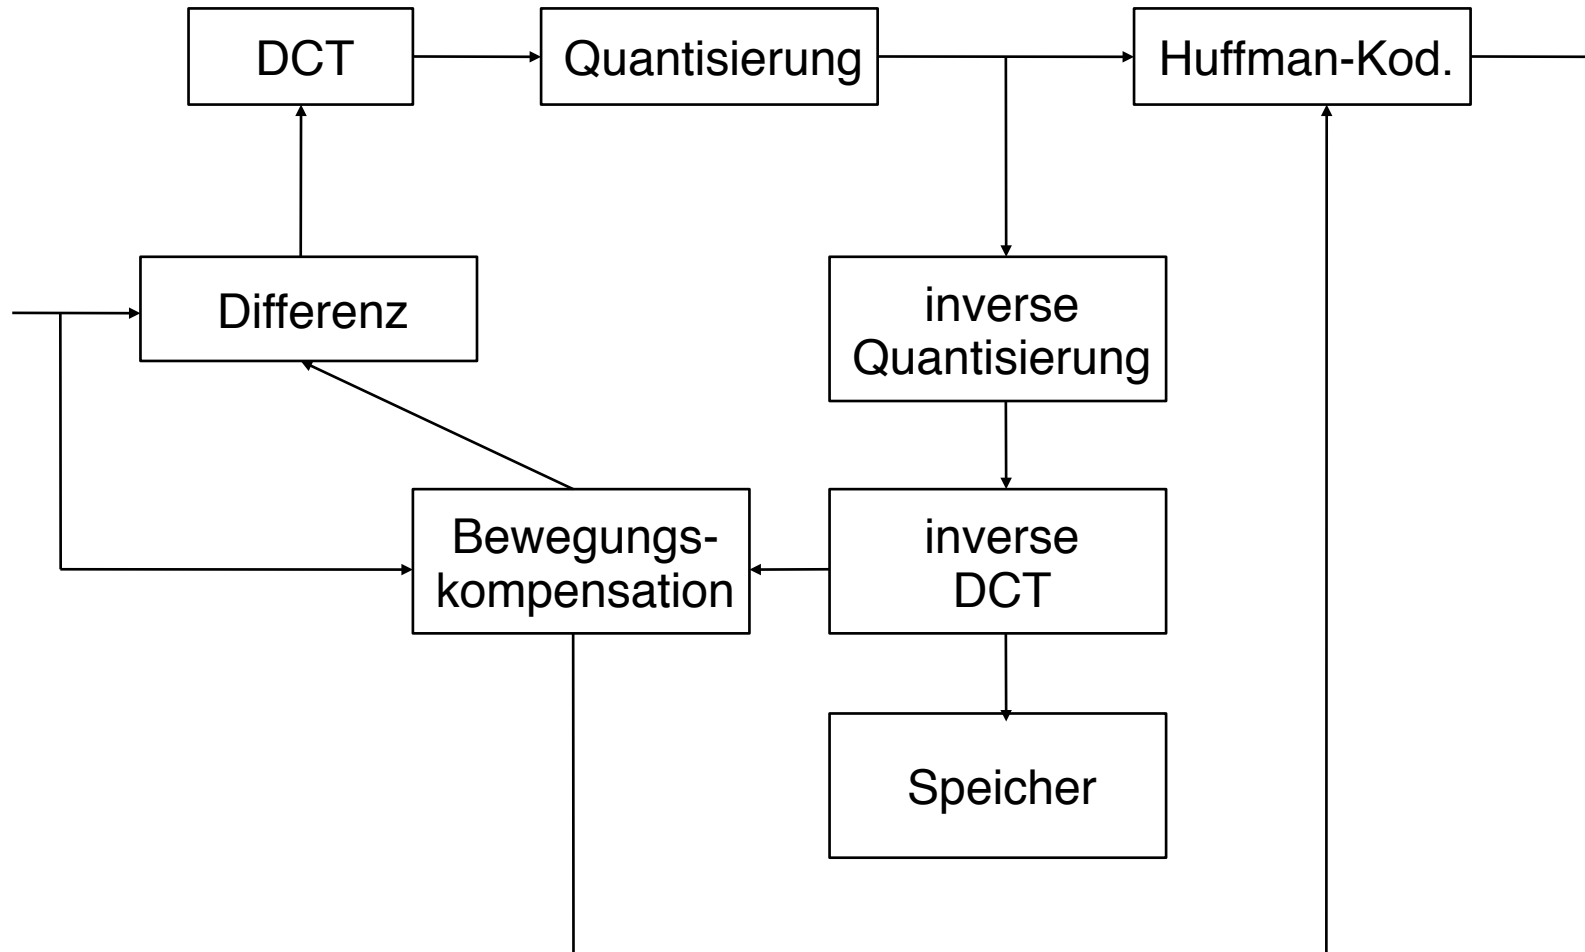 DCT
Quantisierung
Huffman-Kod.
Differenz
inverse
Quantisierung
Bewegungs-
kompensation
inverse
DCT
Speicher